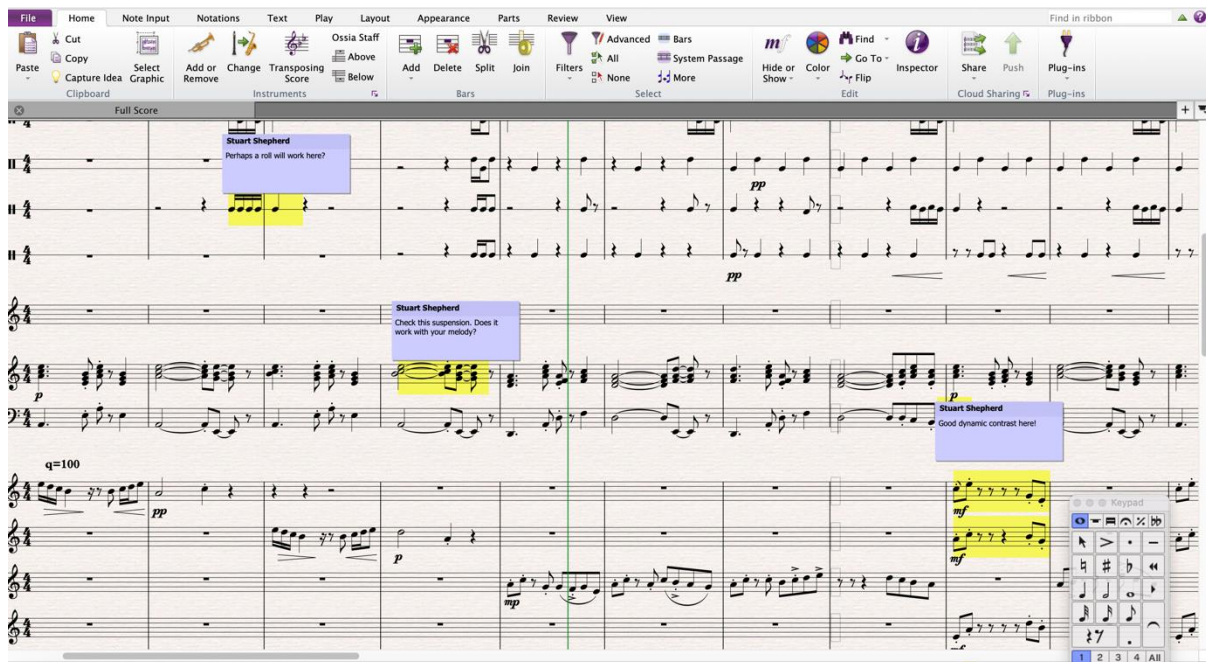 File Home Note Input Notations Text Play Layout Appearance Parts Review View Find in ribbon
Paste
Cut
Copy
Capture Idea
Select Graphic
Clipboard
Add or Remove
Change
Transposing Score
Ossia Staff
Above
Below
Instruments
Add
Delete
Split
Join
Bars
Filters
Advanced
All
None
Bars
System Passage
More
Select
Hide or Show
Color
Find
Go To
Flip
Inspector
Edit
Share
Push
Cloud Sharing
Plug-ins
Plug-ins
Full Score
Stuart Shepherd
Perhaps a roll will work here?
pp
pp
Stuart Shepherd
Check this suspension. Does it
work with your melody?
p
p
Stuart Shepherd
Good dynamic contrast here!
q=100
pp
mf
p
mf
mp
mf
Keypad
1 2 3 4 All